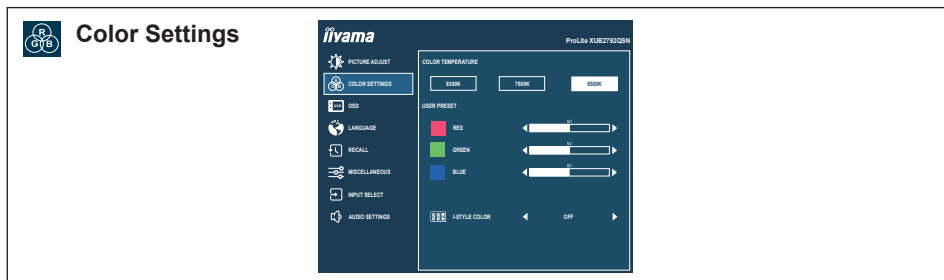 R
G B
Color Settings
iiyama
ProLite XUB2792QSN
PICTURE ADJUST
COLOR TEMPERATURE
COLOR SETTINGS
9300K
7500K
6500K
OSD
OSD
USER PRESET
LANGUAGE
RED
50
RECALL
GREEN
50
MISCELLANEOUS
BLUE
50
INPUT SELECT
AUDIO SETTINGS
I-STYLE COLOR
OFF